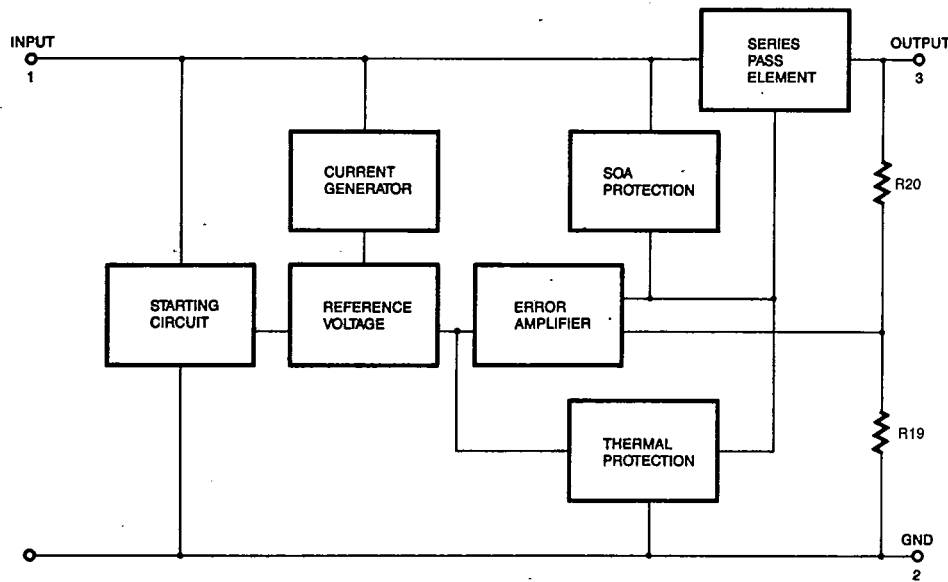 INPUT
1
SERIES
PASS
ELEMENT
OUTPUT
3
CURRENT
GENERATOR
SOA
PROTECTION
R20
STARTING
CIRCUIT
REFERENCE
VOLTAGE
ERROR
AMPLIFIER
THERMAL
PROTECTION
R19
GND
2